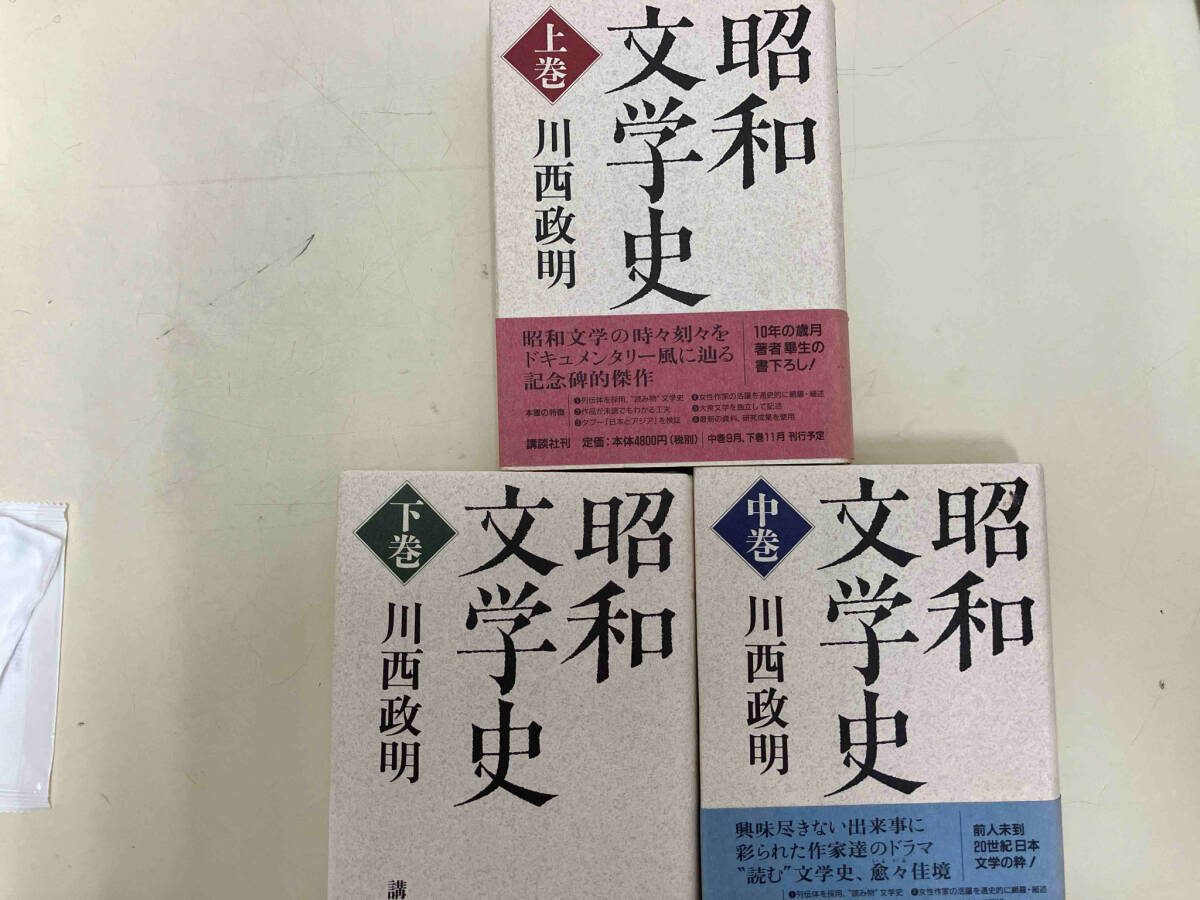 上巻
昭和
文学史
川西政明
昭和文学の時々刻々を
ドキュメンタリー風に辿る
記念碑的傑作
10年の歳月
著者畢生の
書下ろし！
本書の特徴
❶列伝体を採用、“読み物”文学史
❷作品が未読でもわかる工夫
❸タブー「日本とアジア」を検証
❹女性作家の活躍を通史的に網羅・細述
❺大衆文学を独立して記述
❻最新の資料、研究成果を使用
講談社刊 定価：本体4800円（税別） 中巻9月、下巻11月 刊行予定
下巻
昭和
文学史
川西政明
講
中巻
昭和
文学史
川西政明
興味尽きない出来事に
彩られた作家達のドラマ
“読む”文学史、愈々佳境
前人未到
20世紀日本
文学の粋！
❶列伝体を採用、“読み物”文学史
❹女性作家の活躍を通史的に網羅・細述